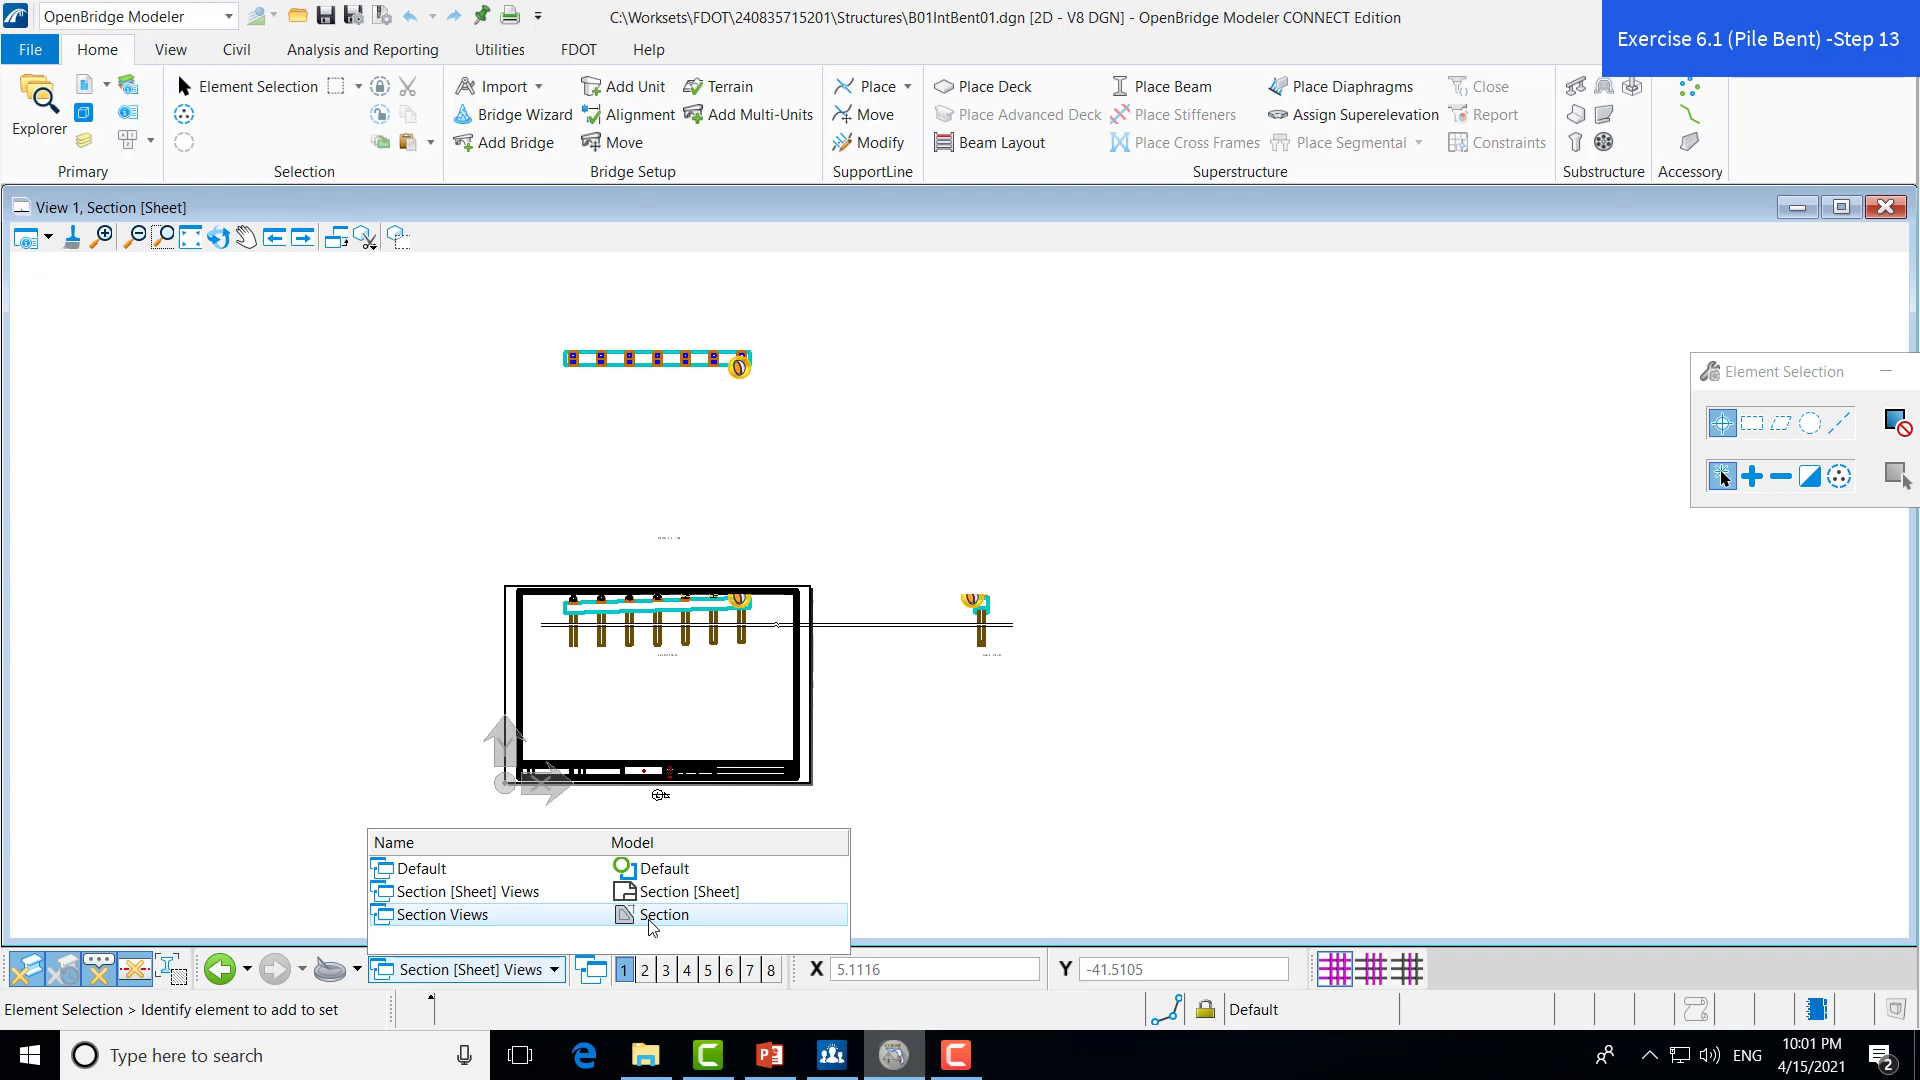 OpenBridge Modeler
C:\Worksets\FDOT\240835715201\Structures\B01IntBent01.dgn [2D - V8 DGN] - OpenBridge Modeler CONNECT Edition
Exercise 6.1 (Pile Bent) -Step 13
File Home View Civil Analysis and Reporting Utilities FDOT Help
Explorer
Element Selection
Import Add Unit Terrain
Bridge Wizard Alignment Add Multi-Units
Add Bridge Move
Place
Move
Modify
Place Deck Place Beam Place Diaphragms Close
Place Advanced Deck Place Stiffeners Assign Superelevation Report
Beam Layout Place Cross Frames Place Segmental Constraints
Primary Selection Bridge Setup SupportLine Superstructure Substructure Accessory
View 1, Section [Sheet]
Element Selection
Y
X
Name Model
Default Default
Section [Sheet] Views Section [Sheet]
Section Views Section
Section [Sheet] Views 1 2 3 4 5 6 7 8 X 5.1116 Y -41.5105
Element Selection > Identify element to add to set Default
Type here to search
ENG
10:01 PM
4/15/2021
2